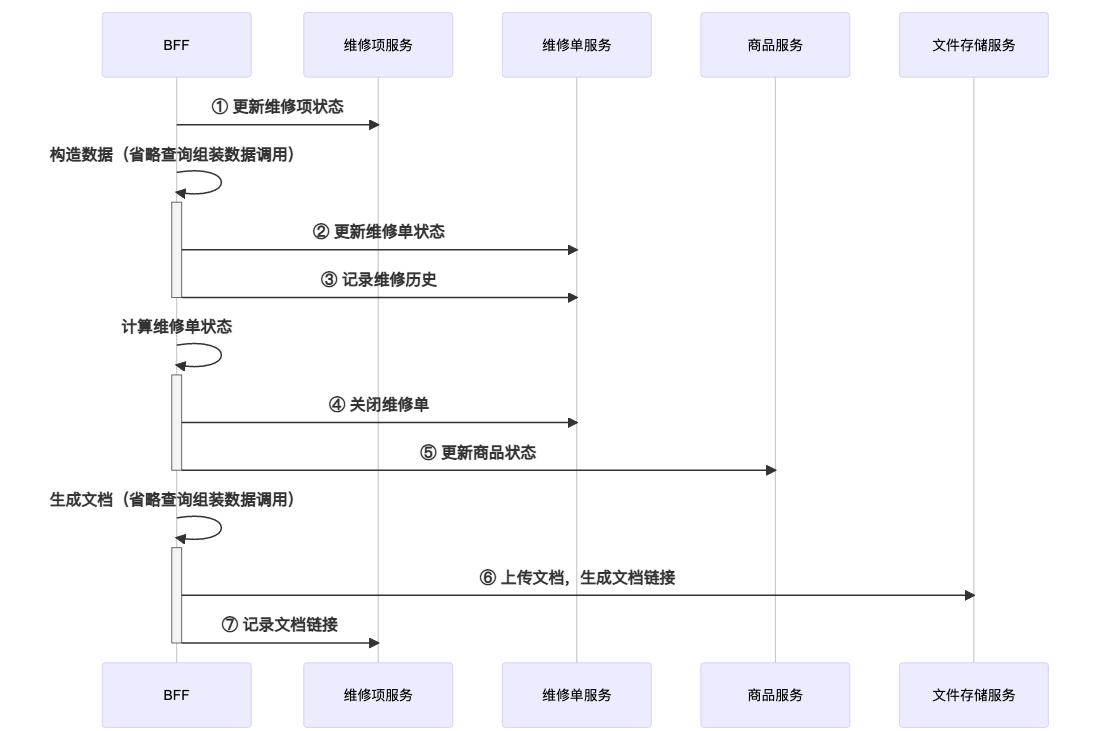 BFF
维修项服务
维修单服务
商品服务
文件存储服务
① 更新维修项状态
构造数据（省略查询组装数据调用）
② 更新维修单状态
③ 记录维修历史
计算维修单状态
④ 关闭维修单
⑤ 更新商品状态
生成文档（省略查询组装数据调用）
⑥ 上传文档，生成文档链接
⑦ 记录文档链接
BFF
维修项服务
维修单服务
商品服务
文件存储服务